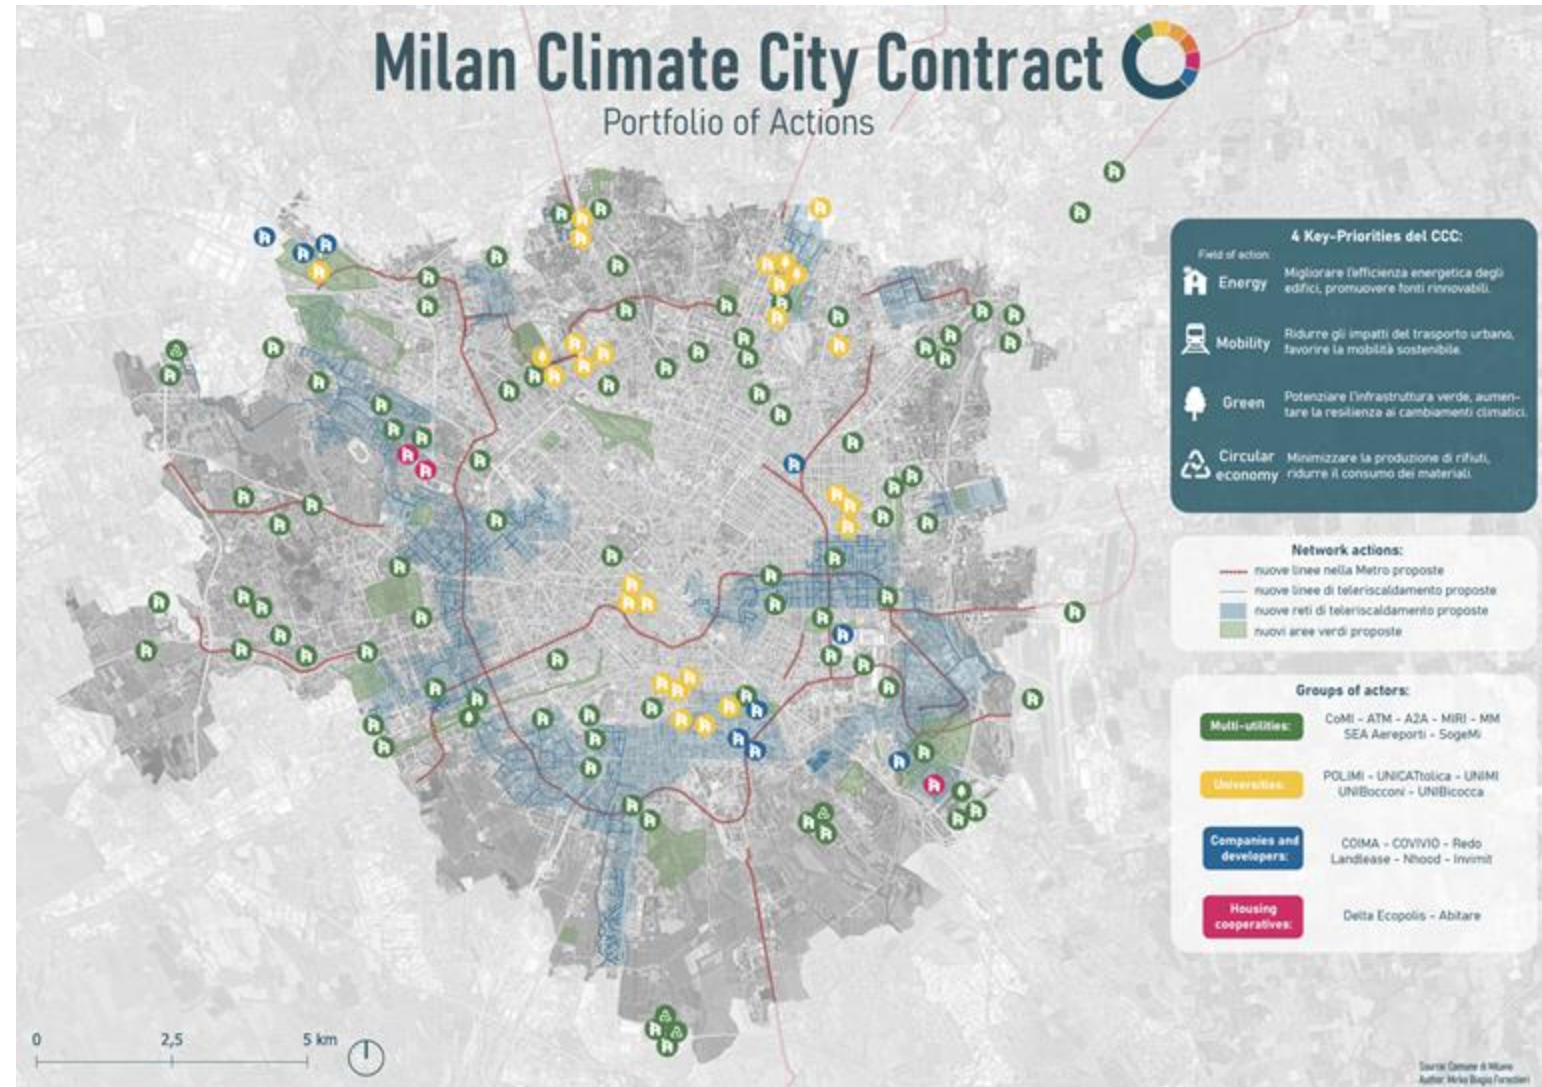 Milan Climate City Contract
Portfolio of Actions
4 Key-Priorities del CCC:
Field of action:
Energy
Migliorare l'efficienza energetica degli
edifici, promuovere fonti rinnovabili.
Mobility
Ridurre gli impatti del trasporto urbano,
favorire la mobilità sostenibile.
Green
Potenziare l'infrastruttura verde, aumen-
tare la resilienza ai cambiamenti climatici.
Circular
economy
Minimizzare la produzione di rifiuti,
ridurre il consumo dei materiali.
Network actions:
nuove linee nella Metro proposte
nuove linee di teleriscaldamento proposte
nuove reti di teleriscaldamento proposte
nuovi aree verdi proposte
Groups of actors:
Multi-utilities:
CoMI - ATM - A2A - MIRI - MM
SEA Aereporti - SogeMi
Universities:
POLIMI - UNICATtolica - UNIMI
UNIBocconi - UNIBicocca
Companies and
developers:
COIMA - COVIVIO - Redo
Landlease - Nhood - Invimit
Housing
cooperatives:
Delta Ecopolis - Abitare
0 2,5 5 km
Source: Comune di Milano
Author: Mirko Biagio Forestieri